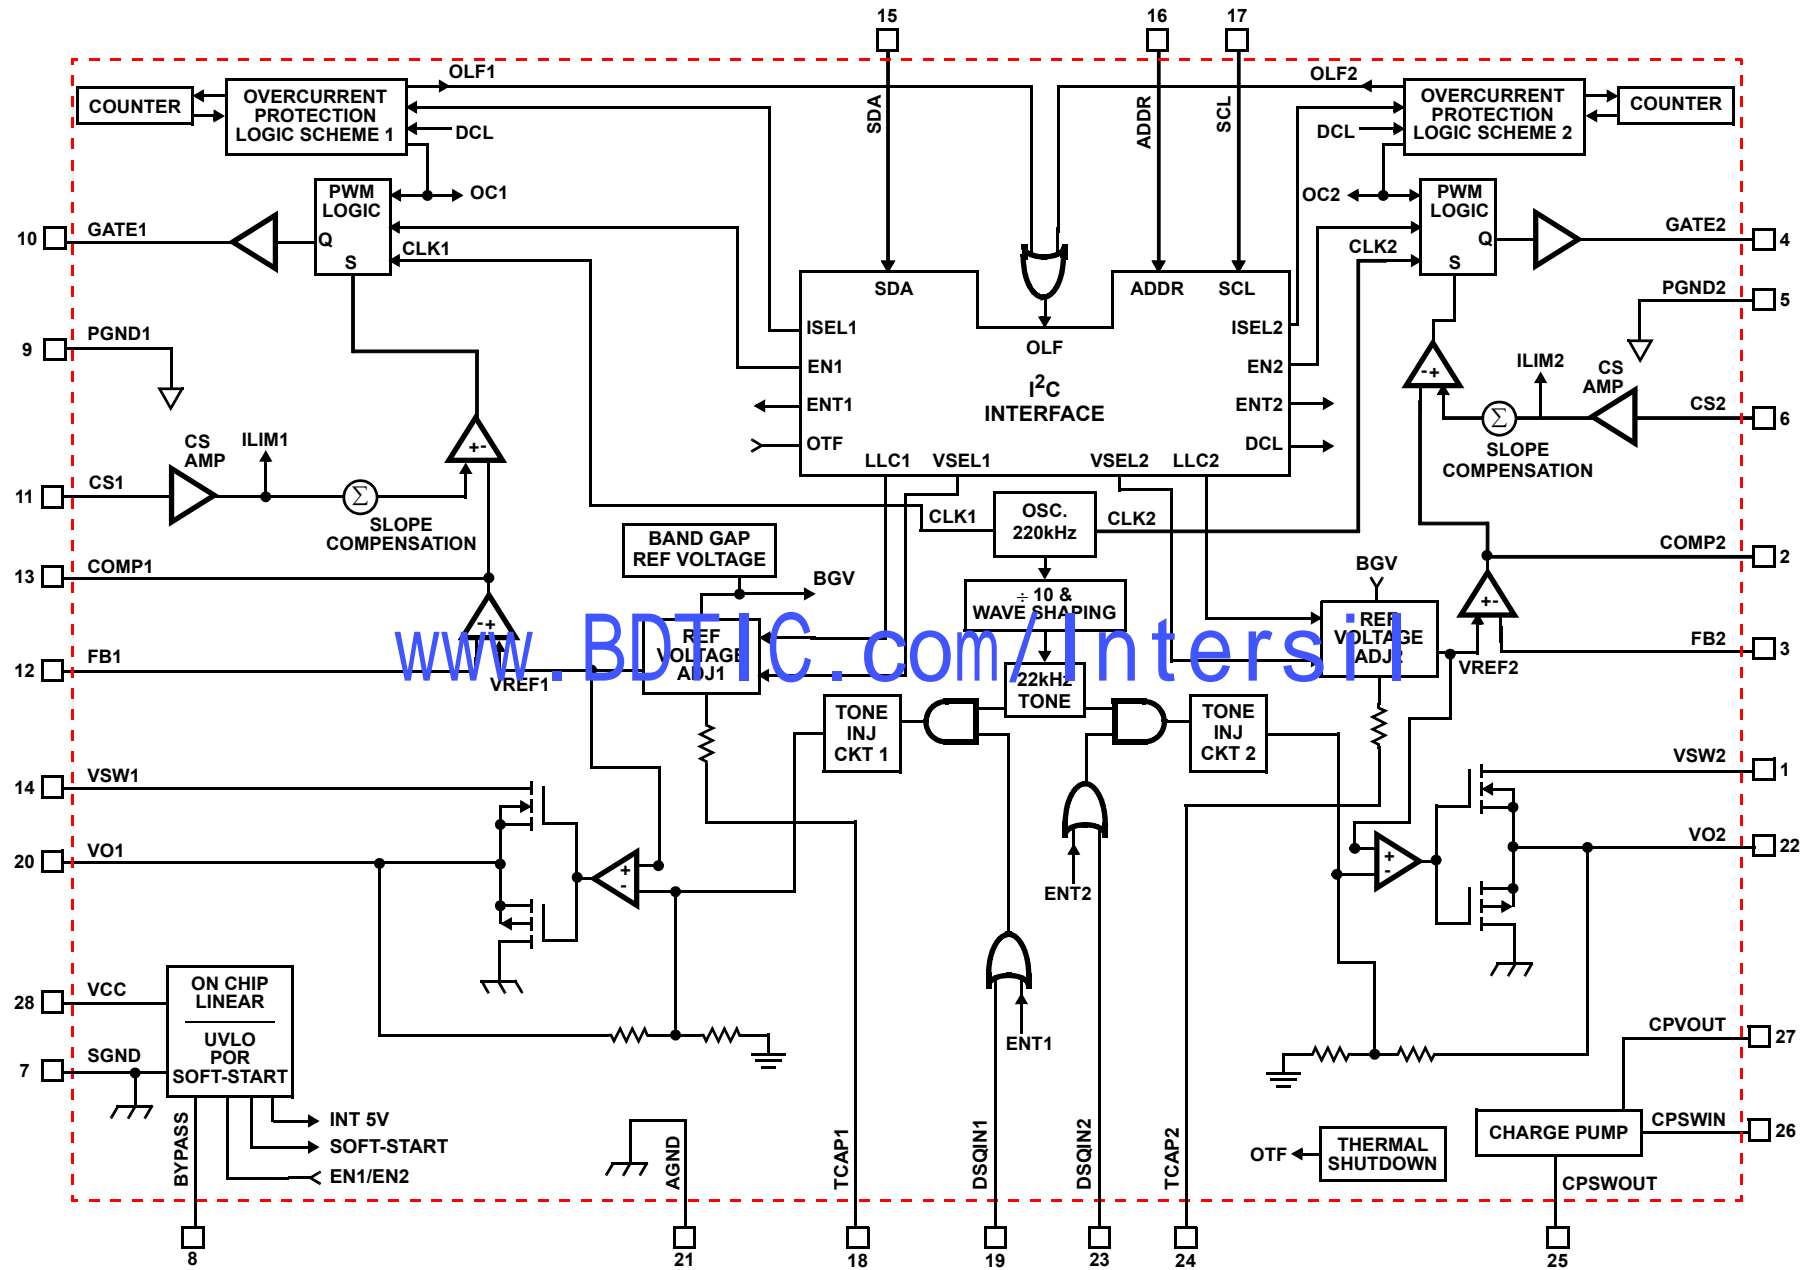 15
16
17
OLF1
OLF2
COUNTER
OVERCURRENT
PROTECTION
LOGIC SCHEME 1
DCL
SDA
ADDR
SCL
DCL
OVERCURRENT
PROTECTION
LOGIC SCHEME 2
COUNTER
PWM
LOGIC
Q
S
OC1
CLK1
OC2
CLK2
PWM
LOGIC
Q
S
10
GATE1
GATE2
4
SDA
OLF
ADDR
SCL
PGND2
5
9
PGND1
ISEL1
EN1
ENT1
OTF
LLC1
VSEL1
I2C
INTERFACE
VSEL2
LLC2
ISEL2
EN2
ENT2
DCL
-+
ILIM2
CS
AMP
CS2
6
Σ
SLOPE
COMPENSATION
CS
AMP
ILIM1
+-
11
CS1
Σ
SLOPE
COMPENSATION
CLK1
OSC.
220kHz
CLK2
BAND GAP
REF VOLTAGE
BGV
÷ 10 &
WAVE SHAPING
BGV
COMP2
2
13
COMP1
-+
+-
REF
VOLTAGE
ADJ1
REF
VOLTAGE
ADJ2
www.BDTIC.com/Intersil
12
FB1
VREF1
VREF2
FB2
3
22kHz
TONE
TONE
INJ
CKT 1
TONE
INJ
CKT 2
14
VSW1
VSW2
1
20
VO1
+
-
+
-
VO2
22
ENT2
28
VCC
ON CHIP
LINEAR
UVLO
POR
SOFT-START
7
SGND
ENT1
CPVOUT
27
INT 5V
SOFT-START
EN1/EN2
BYPASS
AGND
TCAP1
DSQIN1
DSQIN2
TCAP2
OTF
THERMAL
SHUTDOWN
CHARGE PUMP
CPSWIN
26
CPSWOUT
8
21
18
19
23
24
25